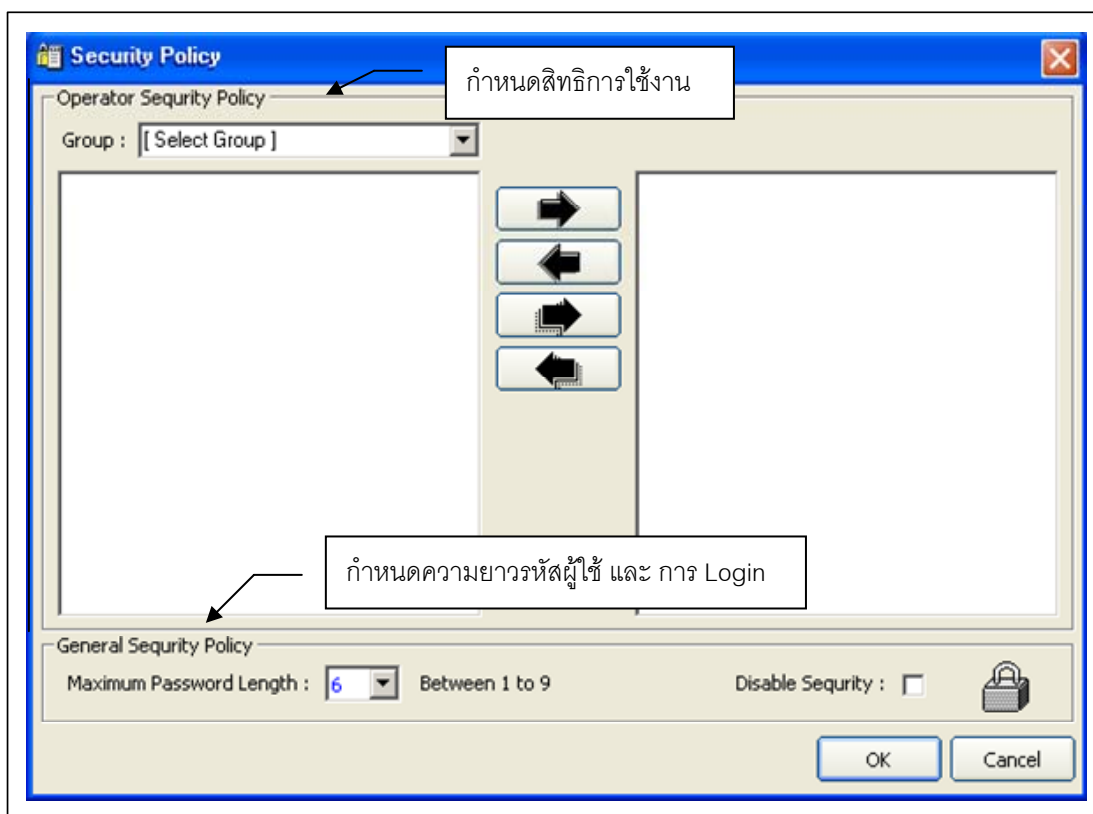 Security Policy
กำหนดสิทธิการใช้งาน
Operator Sequrity Policy
Group : [ Select Group ]
กำหนดความยาวรหัสผู้ใช้ และ การ Login
General Sequrity Policy
Maximum Password Length : 6 Between 1 to 9 Disable Sequrity :
OK Cancel